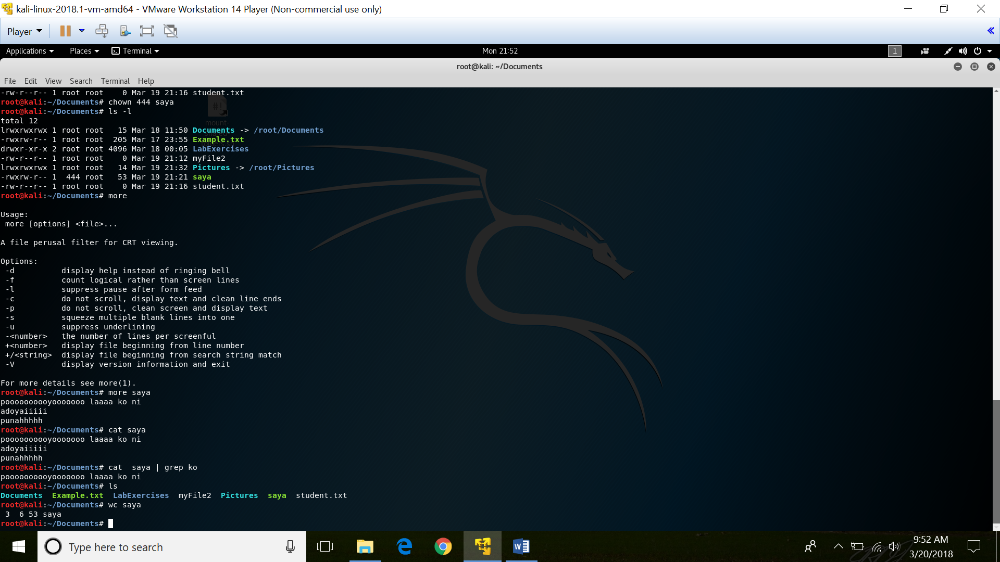 kali-linux-2018.1-vm-amd64 - VMware Workstation 14 Player (Non-commercial use only)
Player
Applications Places Terminal Mon 21:52 1
root@kali: ~/Documents
File Edit View Search Terminal Help
-rw-r--r-- 1 root root    0 Mar 19 21:16 student.txt
root@kali:~/Documents# chown 444 saya
root@kali:~/Documents# ls -l
total 12
lrwxrwxrwx 1 root root   15 Mar 18 11:50 Documents -> /root/Documents
-rwxrw-r-- 1 root root  205 Mar 17 23:55 Example.txt
drwxr-xr-x 2 root root 4096 Mar 18 00:05 LabExercises
-rw-r--r-- 1 root root    0 Mar 19 21:12 myFile2
lrwxrwxrwx 1 root root   14 Mar 19 21:32 Pictures -> /root/Pictures
-rwxrw-r-- 1  444 root   53 Mar 19 21:21 saya
-rw-r--r-- 1 root root    0 Mar 19 21:16 student.txt
root@kali:~/Documents# more
Usage:
 more [options] <file>...
A file perusal filter for CRT viewing.
Options:
 -d          display help instead of ringing bell
 -f          count logical rather than screen lines
 -l          suppress pause after form feed
 -c          do not scroll, display text and clean line ends
 -p          do not scroll, clean screen and display text
 -s          squeeze multiple blank lines into one
 -u          suppress underlining
 -<number>   the number of lines per screenful
 +<number>   display file beginning from line number
 +/<string>  display file beginning from search string match
 -V          display version information and exit
For more details see more(1).
root@kali:~/Documents# more saya
poooooooooyooooooo laaaa ko ni
adoyaiiiii
punahhhhh
root@kali:~/Documents# cat saya
poooooooooyooooooo laaaa ko ni
adoyaiiiii
punahhhhh
root@kali:~/Documents# cat  saya | grep ko
poooooooooyooooooo laaaa ko ni
root@kali:~/Documents# ls
Documents  Example.txt  LabExercises  myFile2  Pictures  saya  student.txt
root@kali:~/Documents# wc saya
 3  6 53 saya
root@kali:~/Documents#
Type here to search
9:52 AM
3/20/2018